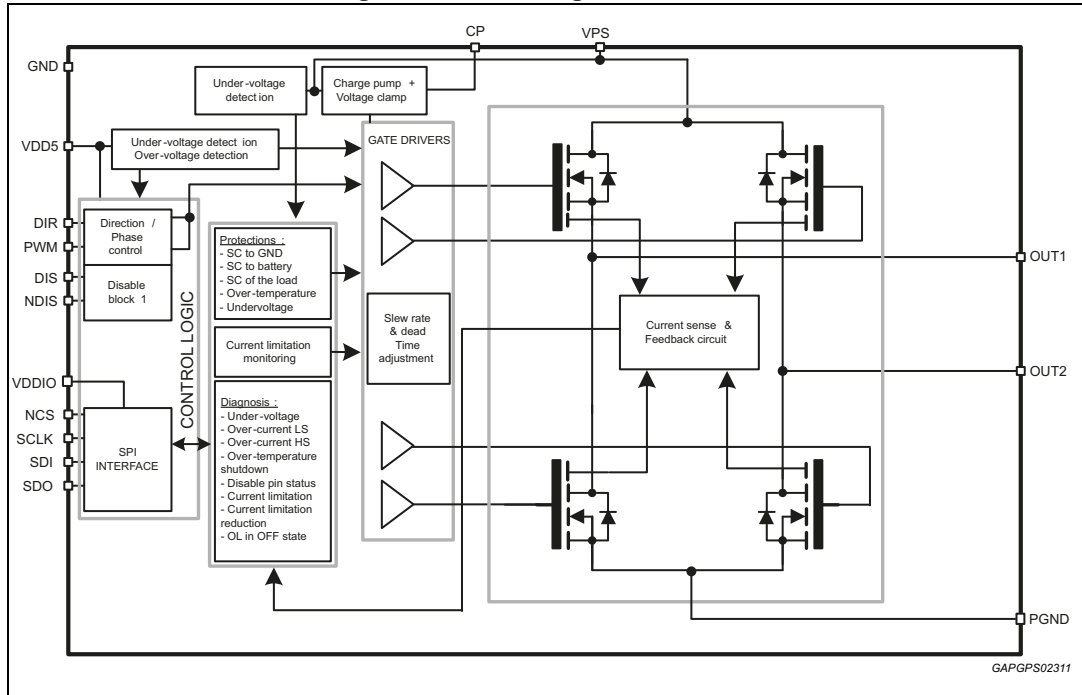 CP
VPS
GND
Under-voltage
detect ion
Charge pump +
Voltage clamp
VDD5
Under-voltage detect ion
Over-voltage detection
GATE DRIVERS
DIR
PWM
DIS
NDIS
Direction /
Phase
control
Disable
block 1
CONTROL LOGIC
VDDIO
NCS
SCLK
SDI
SDO
SPI
INTERFACE
Protections :
- SC to GND
- SC to battery
- SC of the load
- Over-temperature
- Undervoltage
Current limitation
monitoring
Diagnosis :
- Under-voltage
- Over-current LS
- Over-current HS
- Over-temperature
shutdown
- Disable pin status
- Current limitation
- Current limitation
reduction
- OL in OFF state
Slew rate
& dead
Time
adjustment
Current sense &
Feedback circuit
OUT1
OUT2
PGND
GAPGPS02311